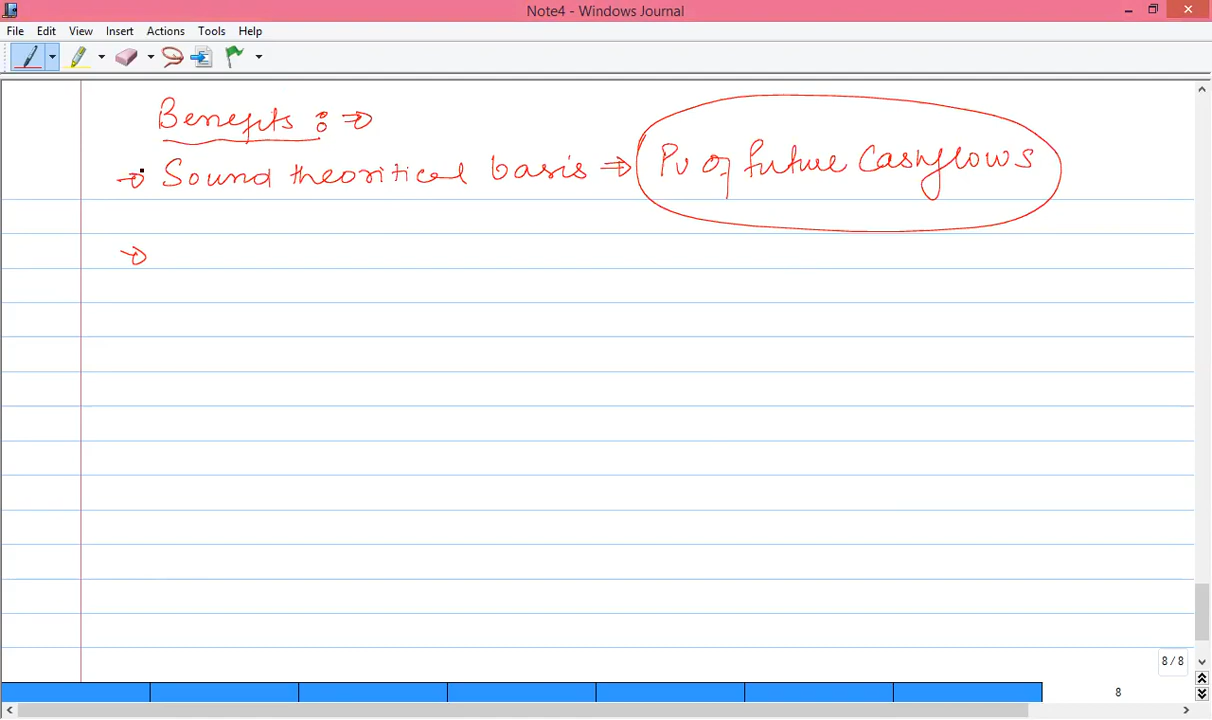 Note4 - Windows Journal
File Edit View Insert Actions Tools Help
Benefits :⇒
→ Sound theoritical basis ⇒ Pv of future Cashflows
→
8 / 8
8